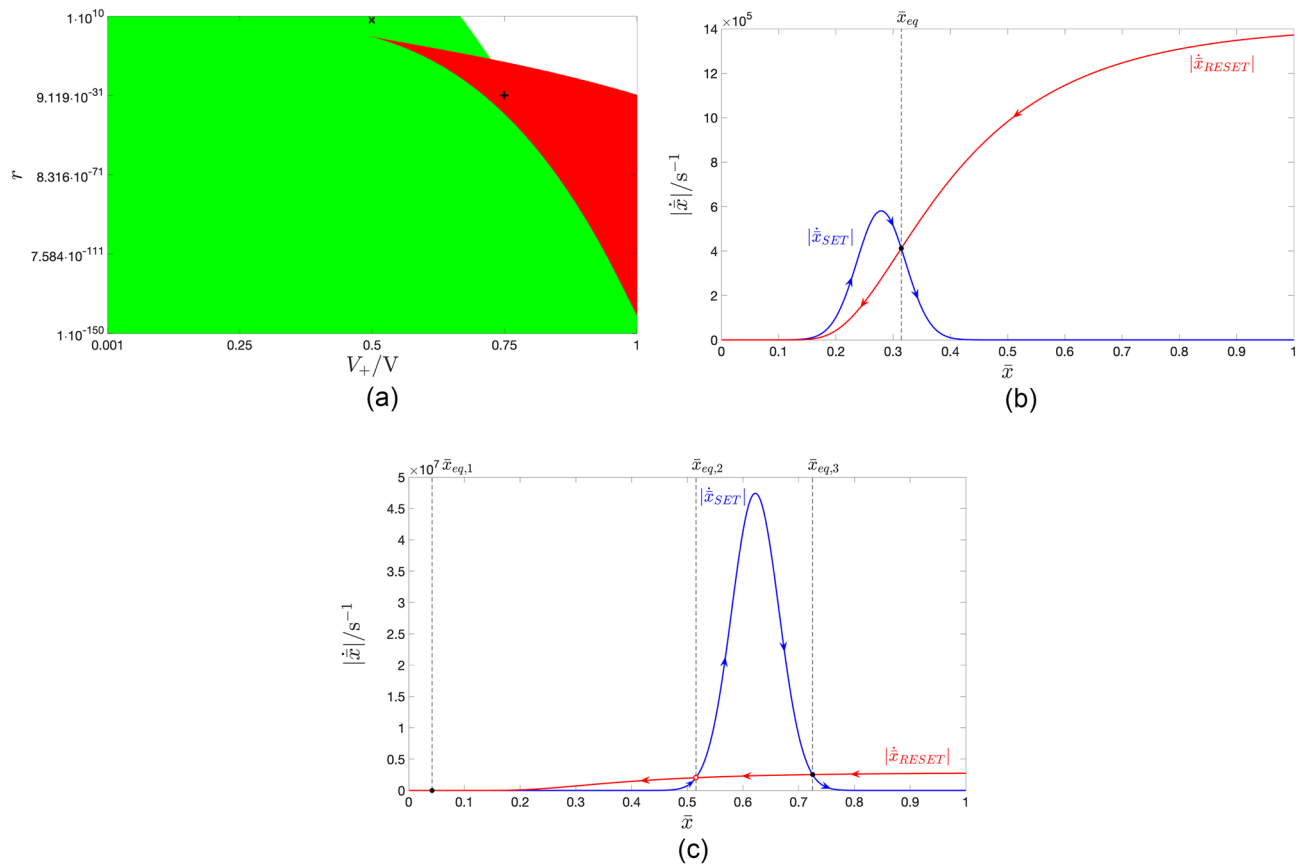 1·10^10
9.119·10^-31
r
8.316·10^-71
7.584·10^-111
1·10^-150
0.001 0.25 0.5 0.75 1
V_+/V
(a)
×10^5
x̄_eq
14
12
10
8
6
4
2
0
|ẋ̄|/s^-1
|ẋ̄_RESET|
|ẋ̄_SET|
0 0.1 0.2 0.3 0.4 0.5 0.6 0.7 0.8 0.9 1
x̄
(b)
×10^7 x̄_eq,1 x̄_eq,2 x̄_eq,3
5
4.5
4
3.5
3
2.5
2
1.5
1
0.5
0
|ẋ̄|/s^-1
|ẋ̄_SET|
|ẋ̄_RESET|
0 0.1 0.2 0.3 0.4 0.5 0.6 0.7 0.8 0.9 1
x̄
(c)